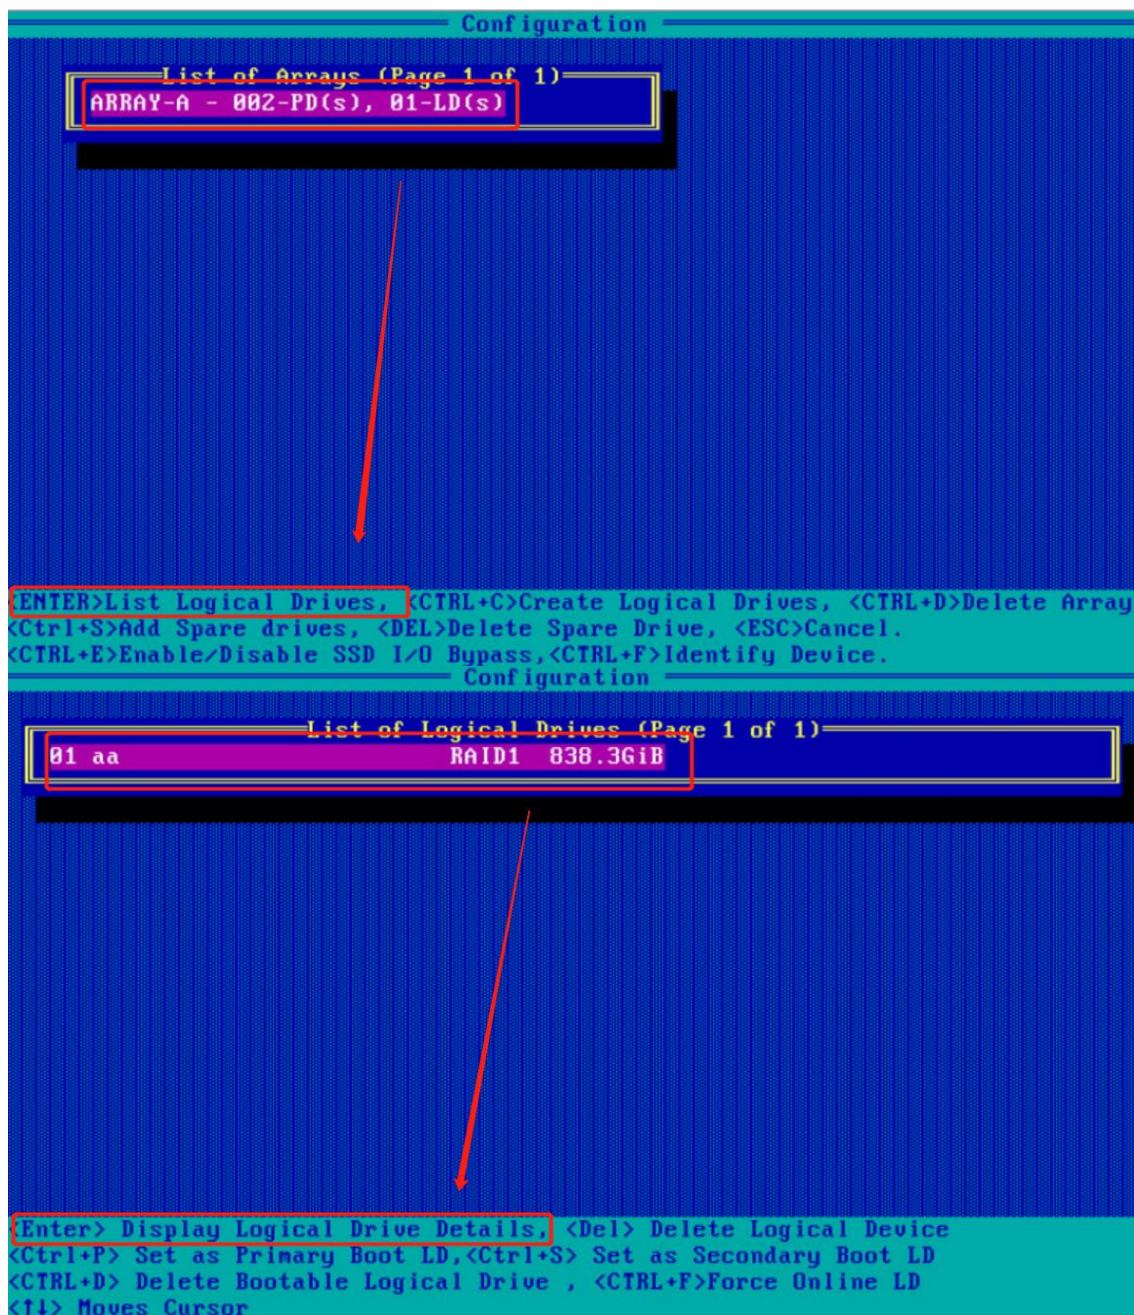 Configuration
List of Arrays (Page 1 of 1)
ARRAY-A - 002-PD(s), 01-LD(s)
<ENTER>List Logical Drives, <CTRL+C>Create Logical Drives, <CTRL+D>Delete Array
<Ctrl+S>Add Spare drives, <DEL>Delete Spare Drive, <ESC>Cancel.
<CTRL+E>Enable/Disable SSD I/O Bypass,<CTRL+F>Identify Device.
Configuration
List of Logical Drives (Page 1 of 1)
01 aa RAID1 838.3GiB
<Enter> Display Logical Drive Details, <Del> Delete Logical Device
<Ctrl+P> Set as Primary Boot LD,<Ctrl+S> Set as Secondary Boot LD
<CTRL+D> Delete Bootable Logical Drive , <CTRL+F>Force Online LD
<↑↓> Moves Cursor